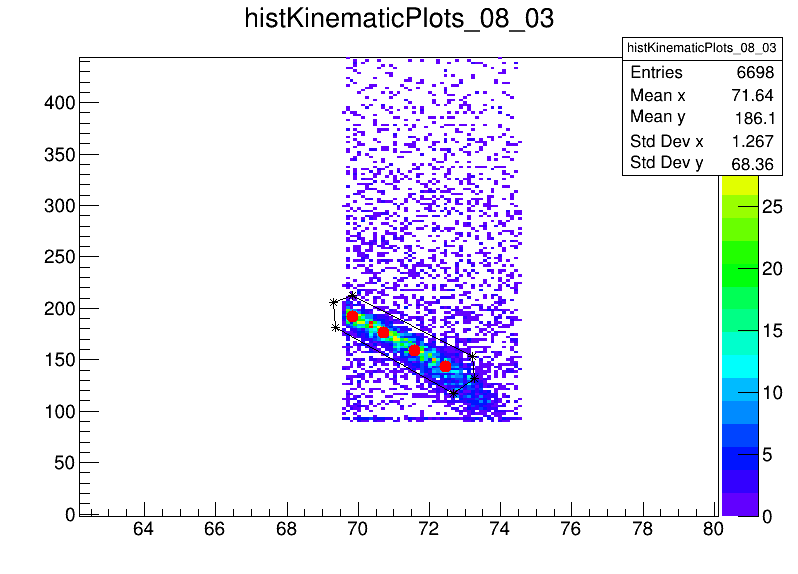 histKinematicPlots_08_03
histKinematicPlots_08_03
Entries 6698
Mean x 71.64
Mean y 186.1
Std Dev x 1.267
Std Dev y 68.36
400
350
300
250
200
150
100
50
0
64 66 68 70 72 74 76 78 80
25
20
15
10
5
0